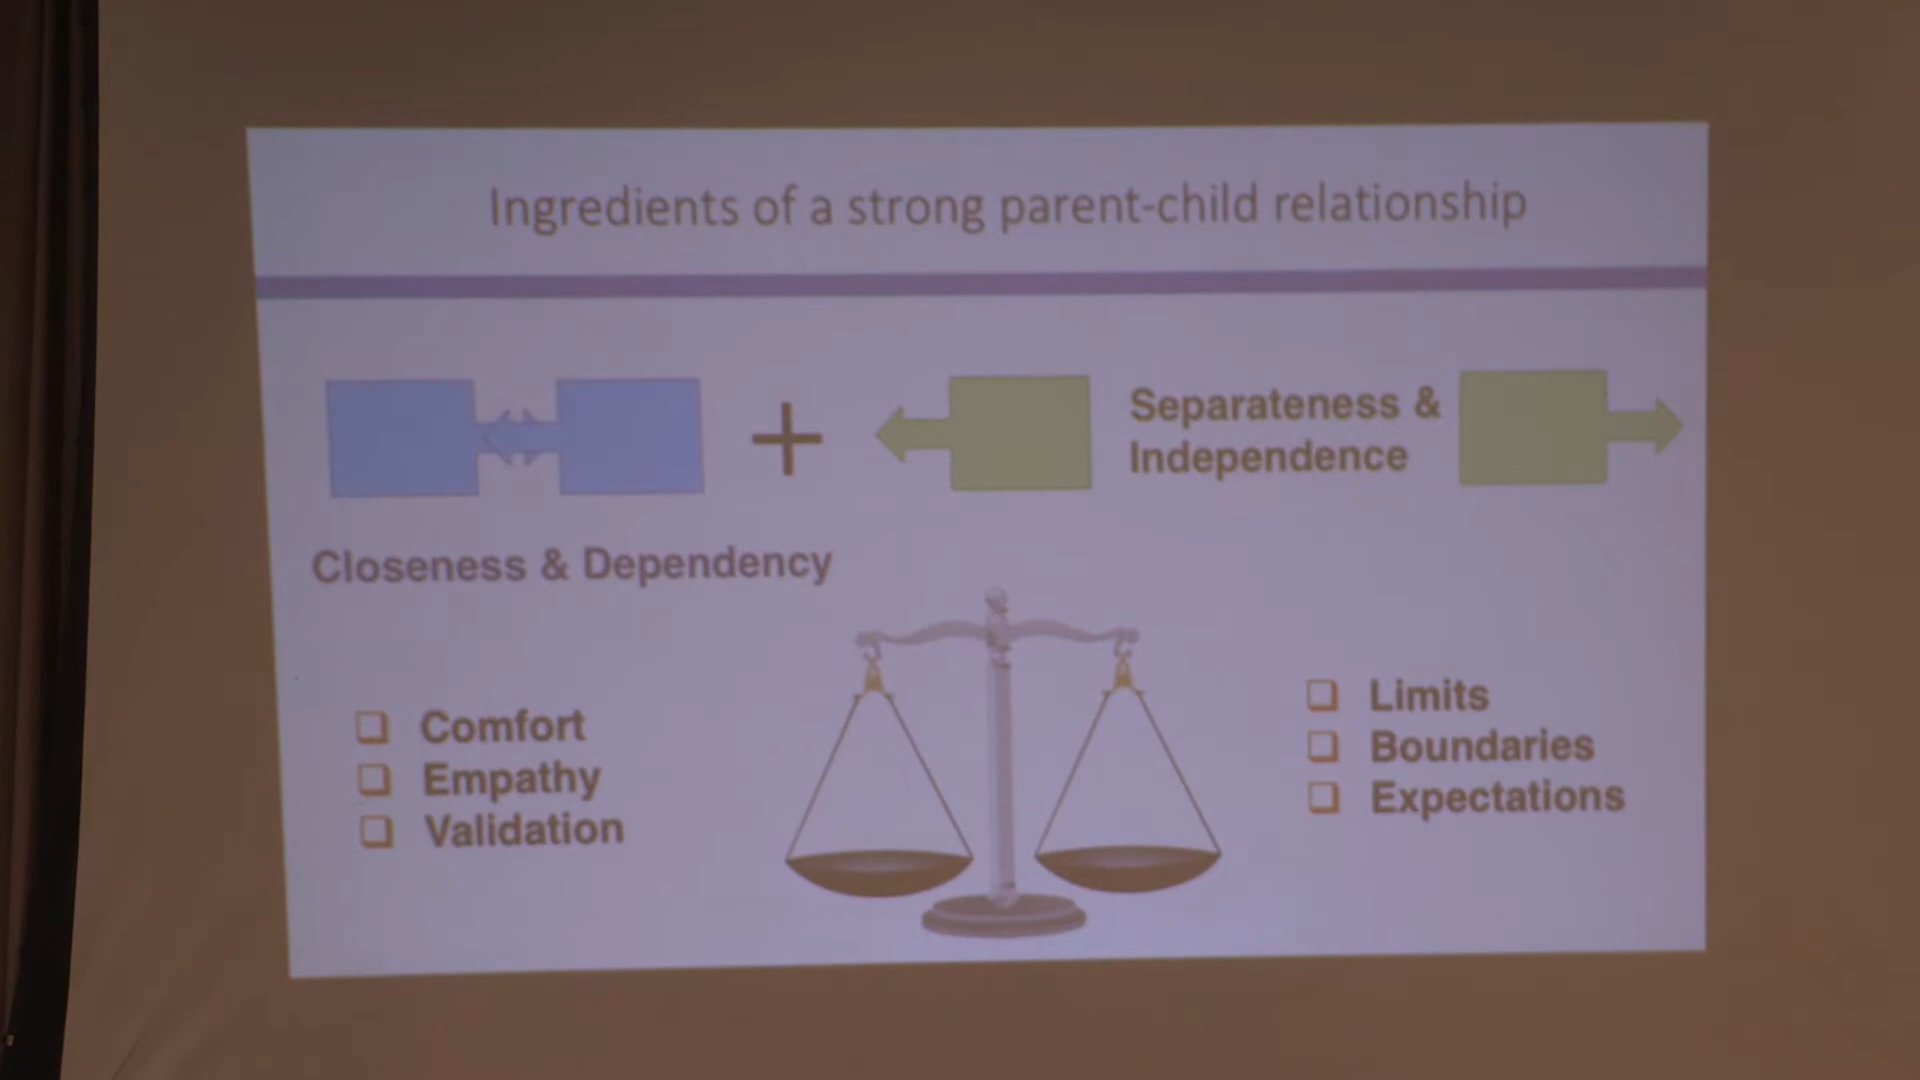 Ingredients of a strong parent-child relationship
+
Separateness &
Independence
Closeness & Dependency
Comfort
Empathy
Validation
Limits
Boundaries
Expectations